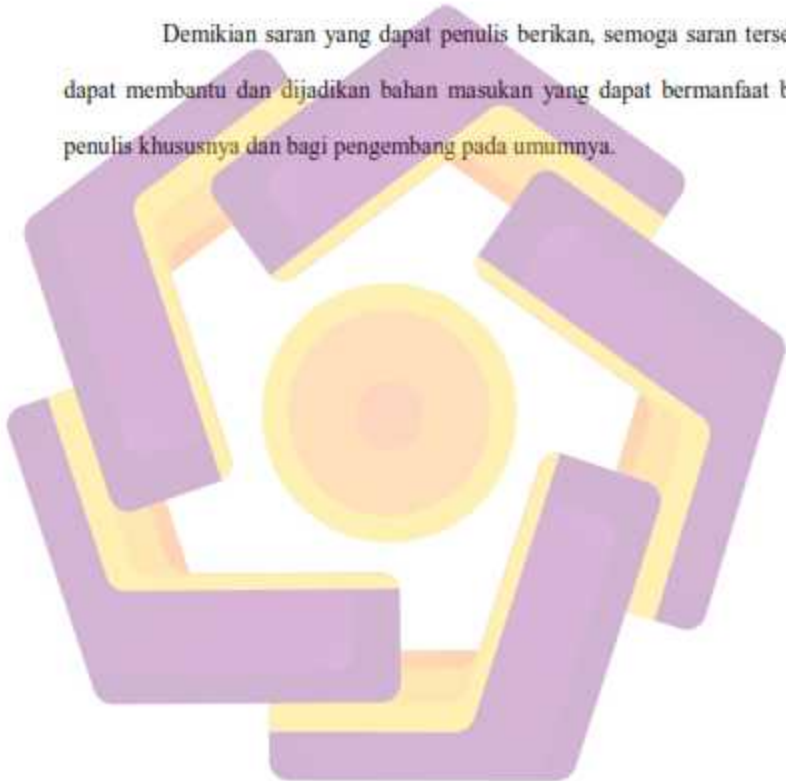 Demikian saran yang dapat penulis berikan, semoga saran terse
dapat membantu dan dijadikan bahan masukan yang dapat bermanfaat b
penulis khususnya dan bagi pengembang pada umumnya.